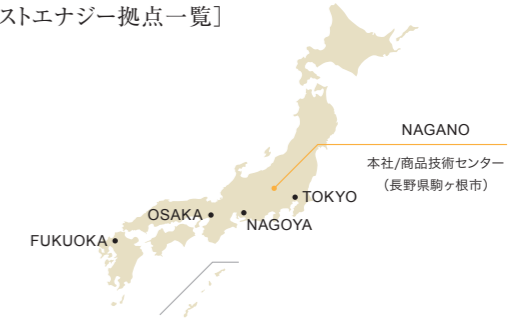 ストエナジー拠点一覧］
NAGANO
本社/商品技術センター
（長野県駒ヶ根市）
TOKYO
OSAKA
NAGOYA
FUKUOKA